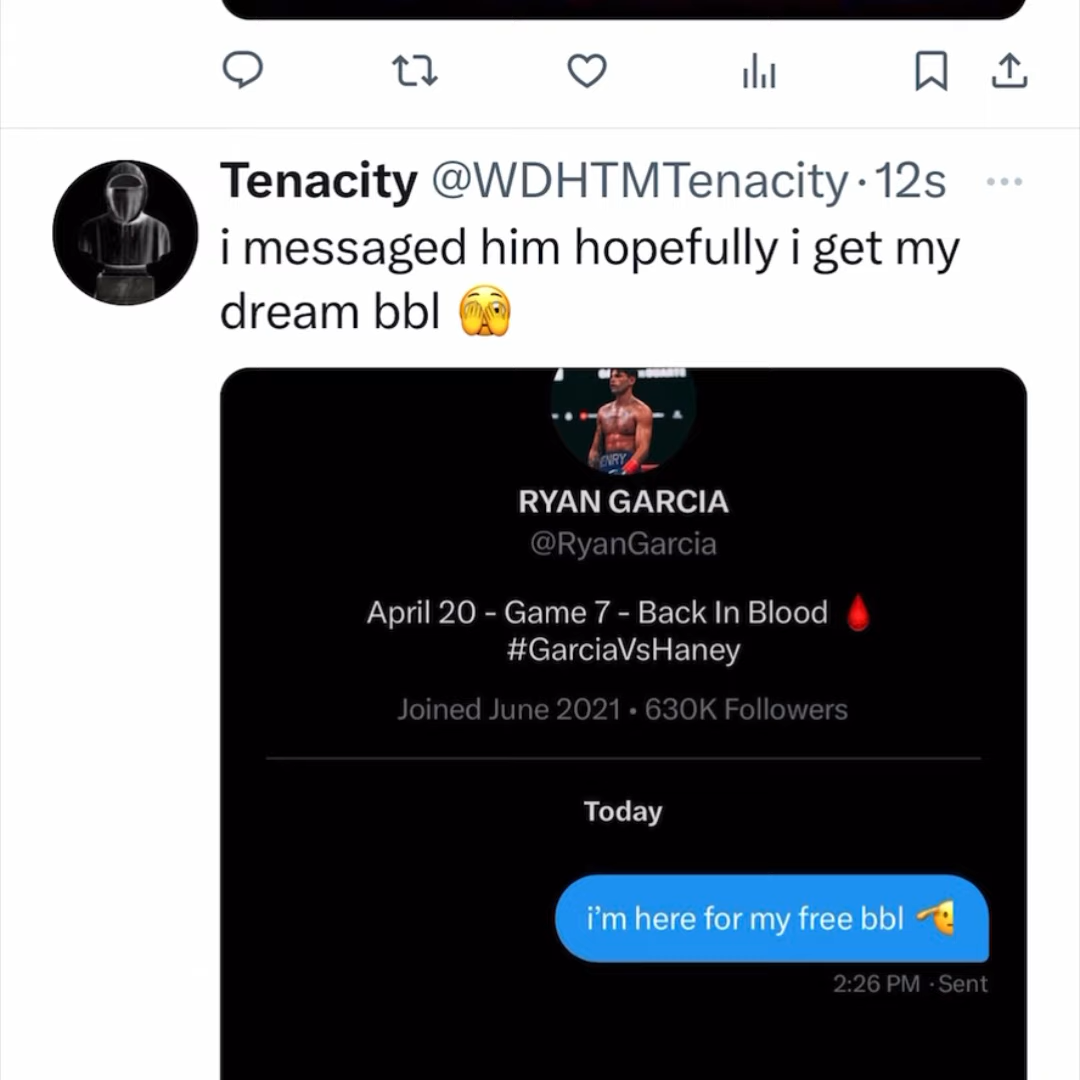 Tenacity @WDHTMTenacity · 12s
i messaged him hopefully i get my
dream bbl 🫣
ENRY
RYAN GARCIA
@RyanGarcia
April 20 - Game 7 - Back In Blood 🩸
#GarciaVsHaney
Joined June 2021 • 630K Followers
Today
i’m here for my free bbl
2:26 PM · Sent